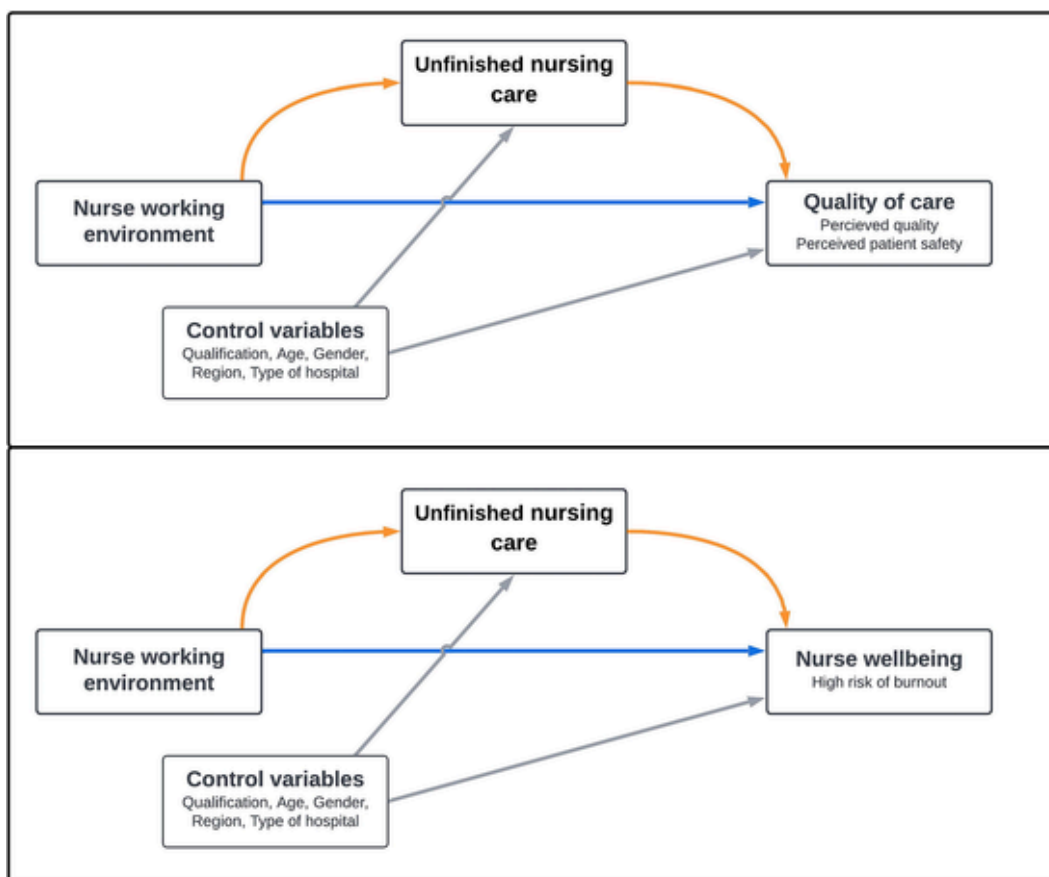 Unfinished nursing
care
Nurse working
environment
Quality of care
Percieved quality
Perceived patient safety
Control variables
Qualification, Age, Gender,
Region, Type of hospital
Unfinished nursing
care
Nurse working
environment
Nurse wellbeing
High risk of burnout
Control variables
Qualification, Age, Gender,
Region, Type of hospital